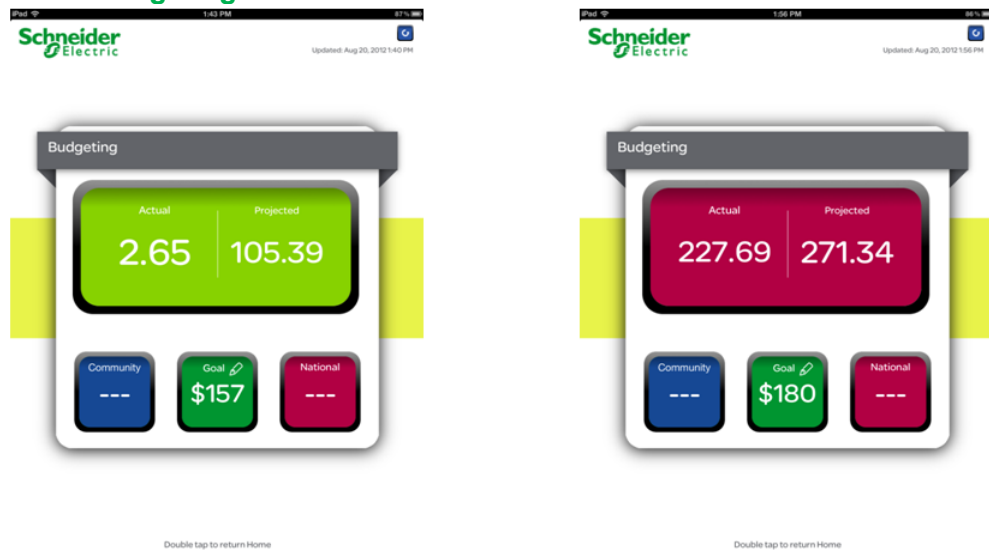 iPad 1:43 PM 87%
Schneider
Electric
Updated: Aug 20, 2012 1:40 PM
Budgeting
Actual Projected
2.65 105.39
Community Goal National
--- $157 ---
Double tap to return Home
iPad 1:56 PM 86%
Schneider
Electric
Updated: Aug 20, 2012 1:56 PM
Budgeting
Actual Projected
227.69 271.34
Community Goal National
--- $180 ---
Double tap to return Home